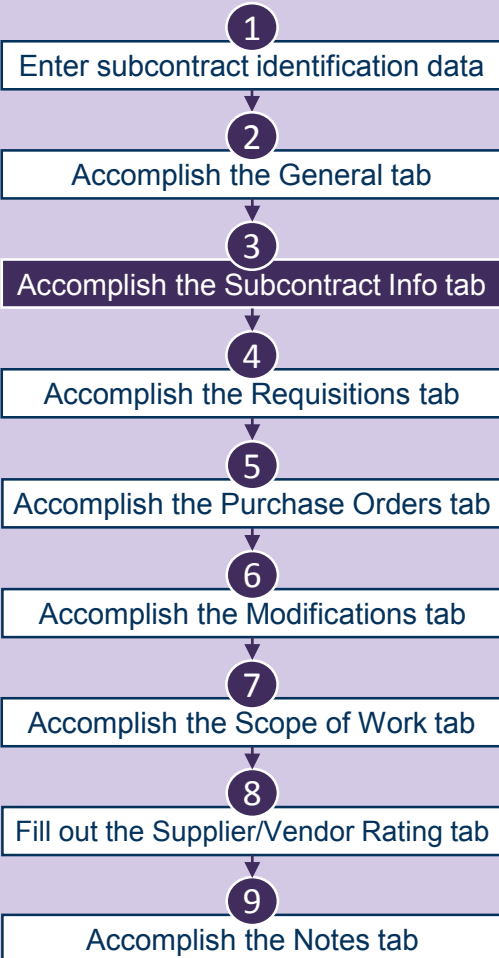 1
Enter subcontract identification data
2
Accomplish the General tab
3
Accomplish the Subcontract Info tab
4
Accomplish the Requisitions tab
5
Accomplish the Purchase Orders tab
6
Accomplish the Modifications tab
7
Accomplish the Scope of Work tab
8
Fill out the Supplier/Vendor Rating tab
9
Accomplish the Notes tab